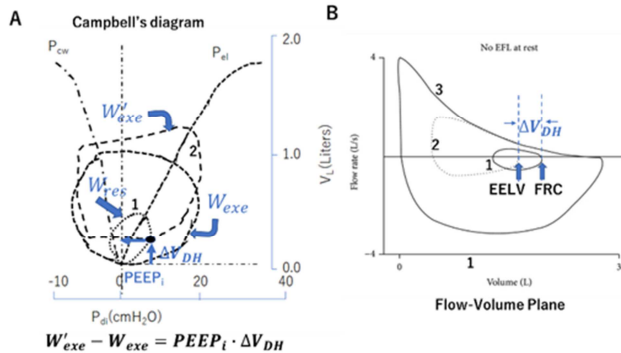 A
Campbell's diagram
P_cw
P_el
2.0
W'_exe
2
1.0
V_L(Liters)
W_res
1
W_exe
ΔV_DH
PEEP_i
0.0
-10
0
20
40
P_di(cmH₂O)
W'_exe − W_exe = PEEP_i · ΔV_DH
B
No EFL at rest
4
3
ΔV_DH
2
1
EELV
FRC
Flow rate (L/s)
−4
1
0
3
Volume (L)
Flow-Volume Plane